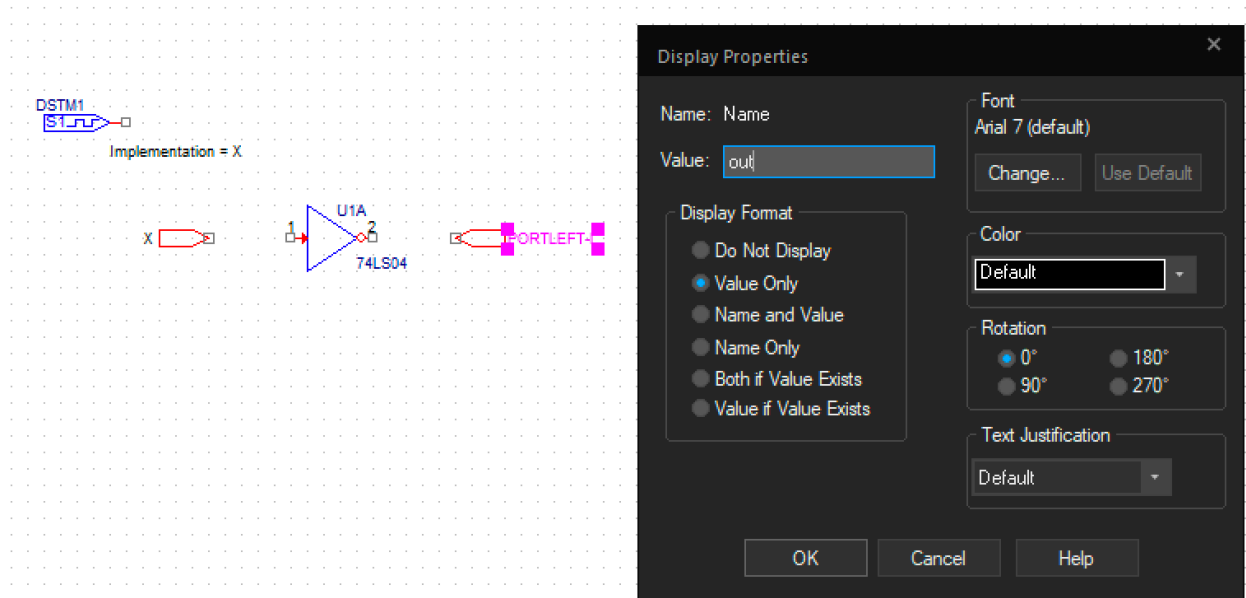 DSTM1
S1
Implementation = X
X
1
U1A
2
74LS04
PORTLEFT-L
Display Properties
Name: Name
Value: out
Display Format
Do Not Display
Value Only
Name and Value
Name Only
Both if Value Exists
Value if Value Exists
Font
Arial 7 (default)
Change... Use Default
Color
Default
Rotation
0° 180°
90° 270°
Text Justification
Default
OK Cancel Help